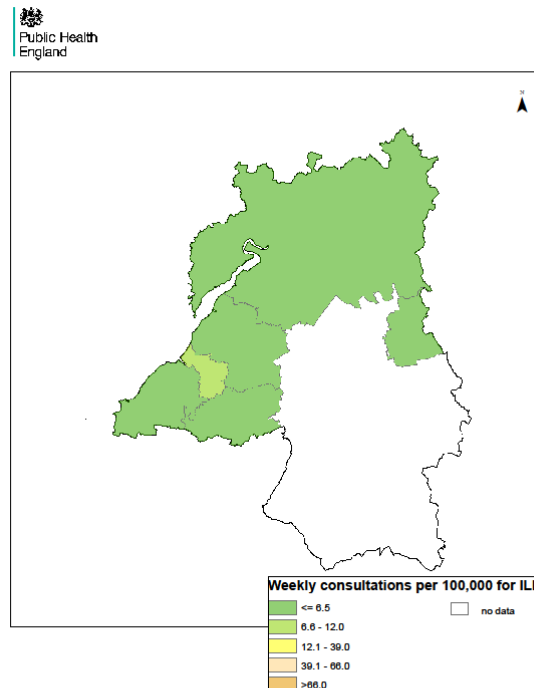 Public Health
England
N
Weekly consultations per 100,000 for ILI
<= 6.5
no data
6.6 - 12.0
12.1 - 39.0
39.1 - 66.0
>66.0